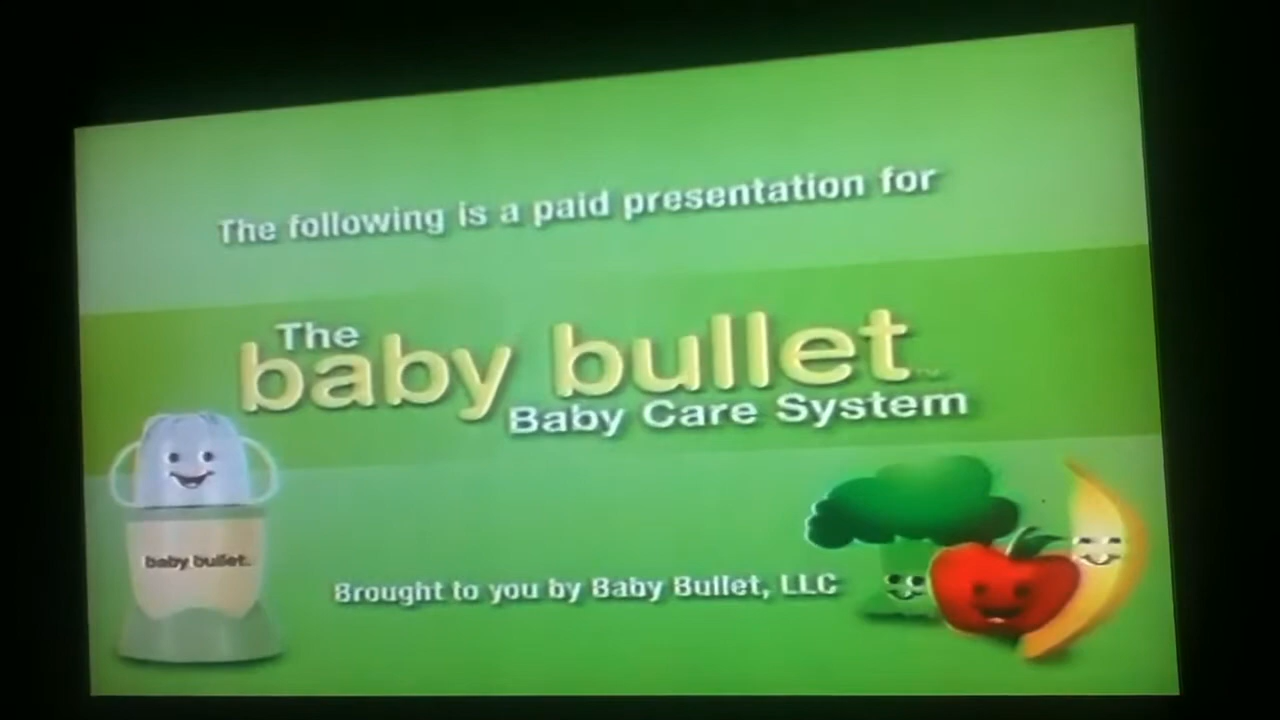 The following is a paid presentation for
The
baby bullet™
Baby Care System
baby bullet.
Brought to you by Baby Bullet, LLC